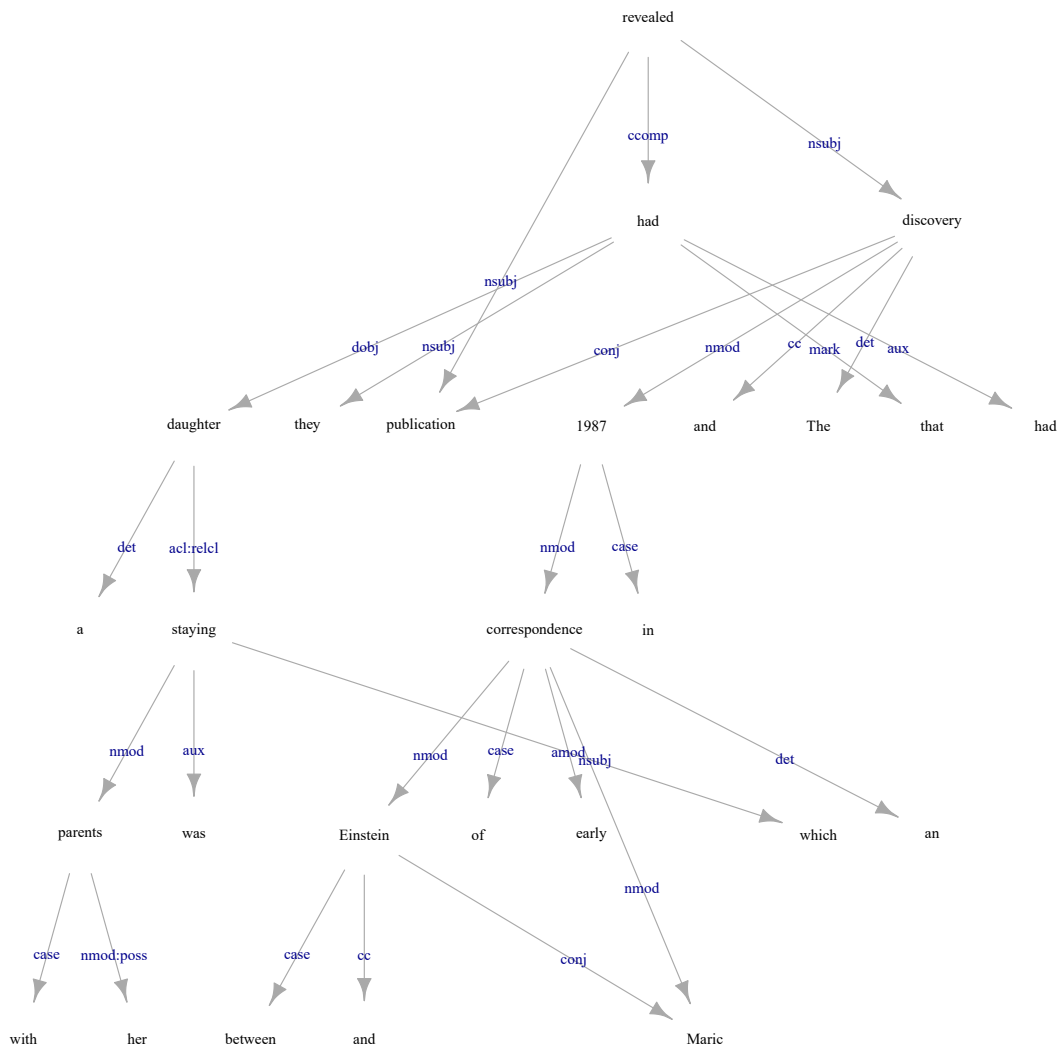 revealed
ccomp
nsubj
had discovery
nsubj
dobj nsubj conj nmod cc mark det aux
daughter they publication 1987 and The that had
det acl:relcl nmod case
a staying correspondence in
nmod aux nmod case amod nsubj det
parents was Einstein of early which an
nmod
case nmod:poss case cc conj
with her between and Maric